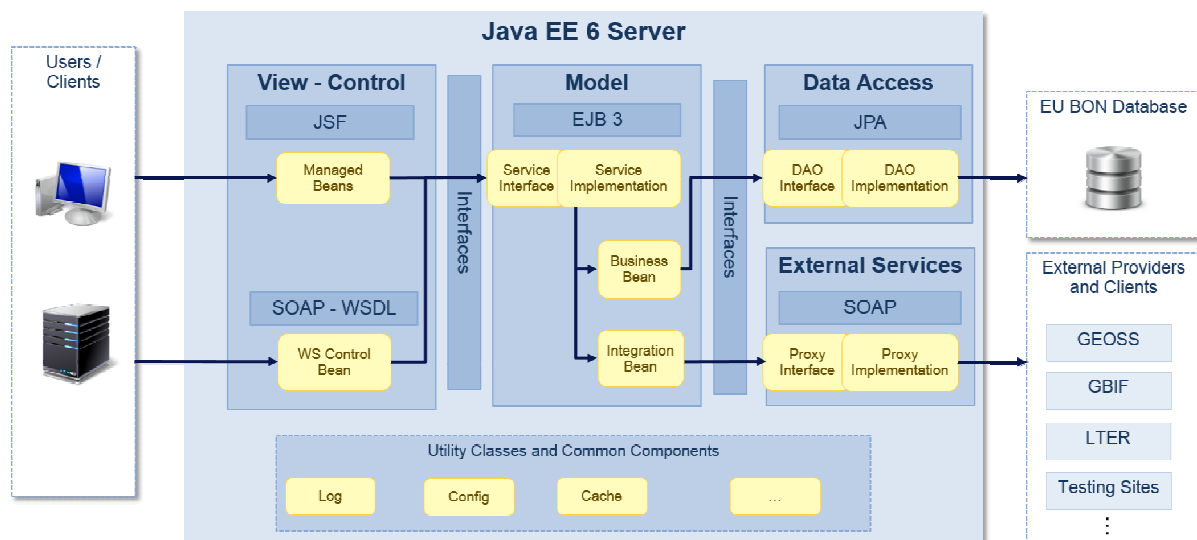 Java EE 6 Server
Users /
Clients
View - Control
JSF
Managed
Beans
SOAP - WSDL
WS Control
Bean
Interfaces
Model
EJB 3
Service
Interface
Service
Implementation
Business
Bean
Integration
Bean
Interfaces
Data Access
JPA
DAO
Interface
DAO
Implementation
External Services
SOAP
Proxy
Interface
Proxy
Implementation
EU BON Database
External Providers
and Clients
GEOSS
GBIF
LTER
Testing Sites
⋮
Utility Classes and Common Components
Log
Config
Cache
...